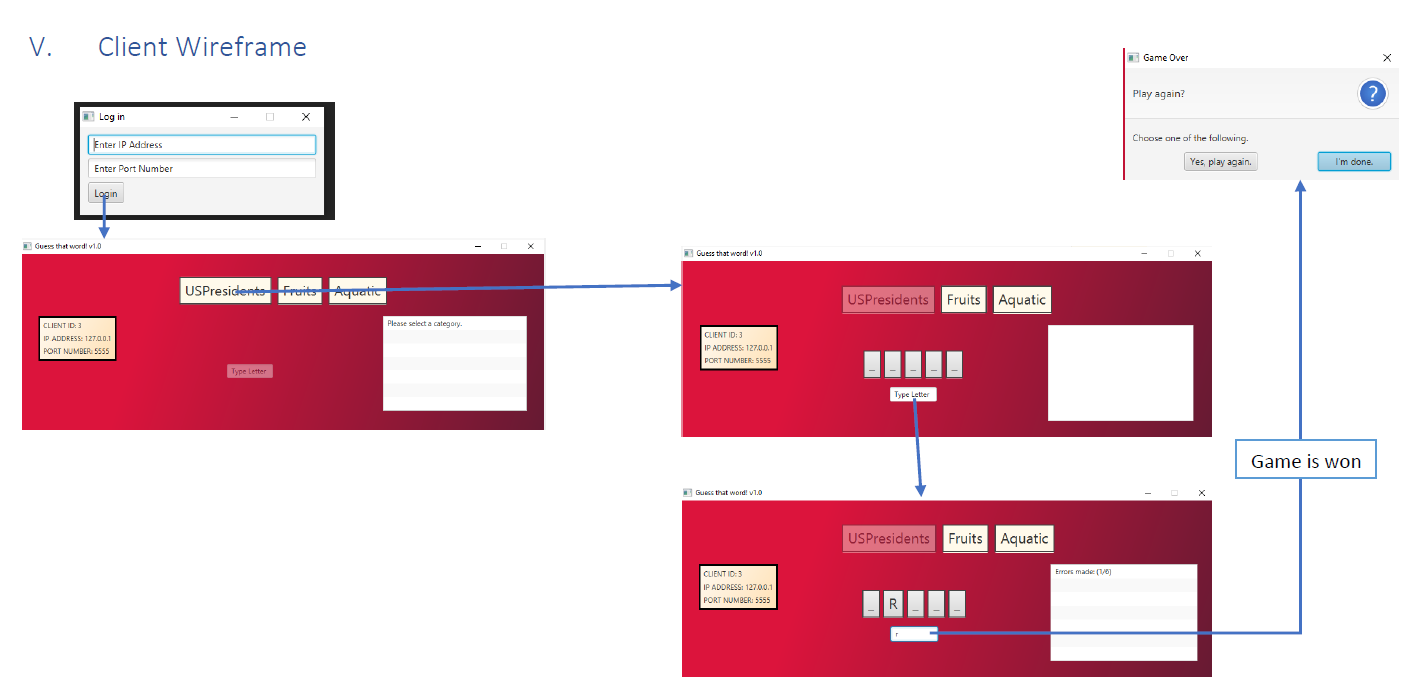 V. Client Wireframe
Log in
Enter IP Address
Enter Port Number
Login
Guess that word! v1.0
USPresidents Fruits Aquatic
CLIENT ID: 3
IP ADDRESS: 127.0.0.1
PORT NUMBER: 5555
Please select a category.
Type Letter
Guess that word! v1.0
USPresidents Fruits Aquatic
CLIENT ID: 3
IP ADDRESS: 127.0.0.1
PORT NUMBER: 5555
_ _ _ _ _
Type Letter
Guess that word! v1.0
USPresidents Fruits Aquatic
CLIENT ID: 3
IP ADDRESS: 127.0.0.1
PORT NUMBER: 5555
_ R _ _ _
r
Errors made: (1/6)
Game is won
Game Over
Play again?
?
Choose one of the following.
Yes, play again. I'm done.